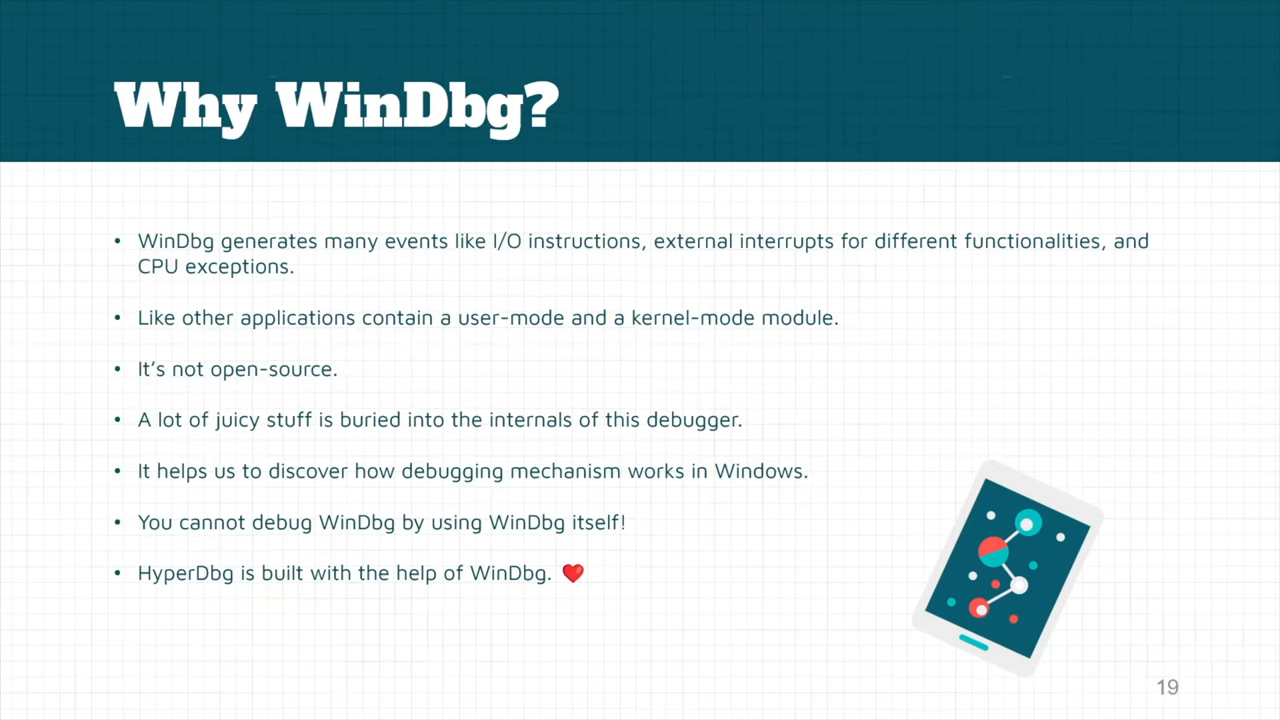 Why WinDbg?
• WinDbg generates many events like I/O instructions, external interrupts for different functionalities, and
CPU exceptions.
• Like other applications contain a user-mode and a kernel-mode module.
• It’s not open-source.
• A lot of juicy stuff is buried into the internals of this debugger.
• It helps us to discover how debugging mechanism works in Windows.
• You cannot debug WinDbg by using WinDbg itself!
• HyperDbg is built with the help of WinDbg. ❤️
19